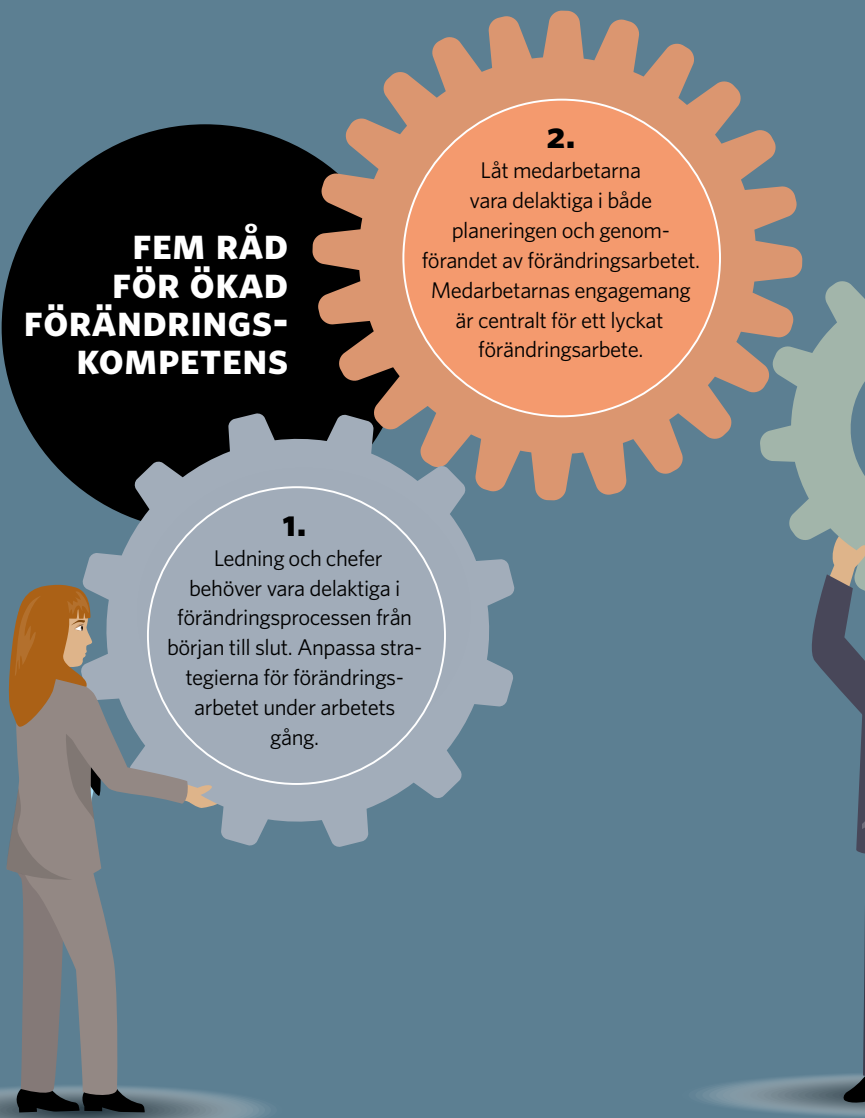 FEM RÅD
FÖR ÖKAD
FÖRÄNDRINGS-
KOMPETENS
1.
Ledning och chefer
behöver vara delaktiga i
förändringsprocessen från
början till slut. Anpassa stra-
tegierna för förändrings-
arbetet under arbetets
gång.
2.
Låt medarbetarna
vara delaktiga i både
planeringen och genom-
förandet av förändringsarbetet.
Medarbetarnas engagemang
är centralt för ett lyckat
förändringsarbete.